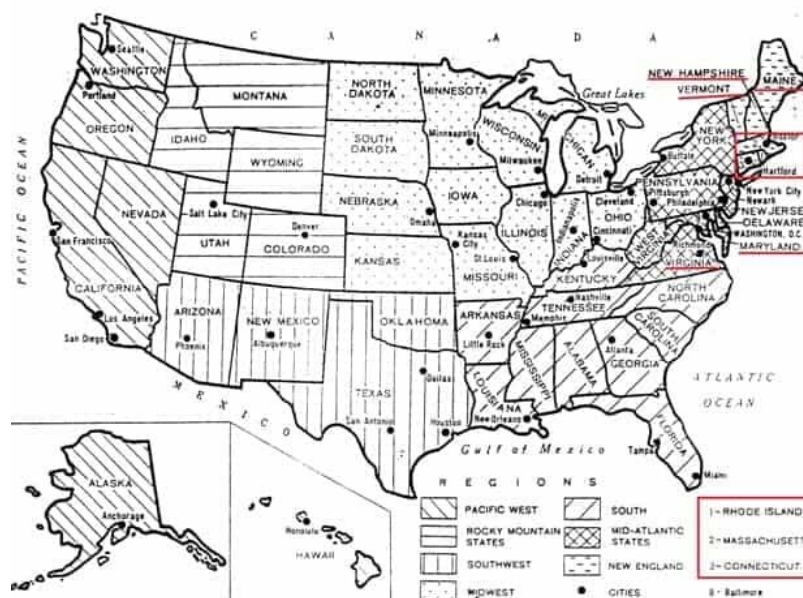 C A N A D A
Seattle
WASHINGTON
Portland
OREGON
MONTANA
IDAHO
WYOMING
NORTH
DAKOTA
SOUTH
DAKOTA
MINNESOTA
Minneapolis
WISCONSIN
Milwaukee
MICHIGAN
Detroit
Great Lakes
NEW HAMPSHIRE
VERMONT
MAINE
NEW
YORK
Buffalo
Hartford
PENNSYLVANIA
Pittsburgh
Philadelphia
New York City
Newark
NEW JERSEY
DELAWARE
WASHINGTON, D.C.
MARYLAND
PACIFIC OCEAN
NEVADA
San Francisco
CALIFORNIA
Los Angeles
San Diego
Salt Lake City
UTAH
Denver
COLORADO
NEBRASKA
Omaha
KANSAS
IOWA
Kansas
City
St. Louis
MISSOURI
Chicago
ILLINOIS
Indianapolis
INDIANA
Cleveland
OHIO
Cincinnati
WEST
VIRGINIA
Richmond
VIRGINIA
Louisville
KENTUCKY
Nashville
TENNESSEE
Memphis
NORTH
CAROLINA
SOUTH
CAROLINA
ARIZONA
Phoenix
NEW MEXICO
Albuquerque
OKLAHOMA
ARKANSAS
Little Rock
TEXAS
Dallas
San Antonio
Houston
LOUISIANA
New Orleans
MISSISSIPPI
ALABAMA
Atlanta
GEORGIA
FLORIDA
Tampa
Miami
ATLANTIC
OCEAN
MEXICO
Gulf of Mexico
ALASKA
Anchorage
Honolulu
HAWAII
REGIONS
PACIFIC WEST
ROCKY MOUNTAIN
STATES
SOUTHWEST
MIDWEST
SOUTH
MID-ATLANTIC
STATES
NEW ENGLAND
CITIES
1- RHODE ISLAND
2- MASSACHUSETT
3- CONNECTICUT
B - Baltimore